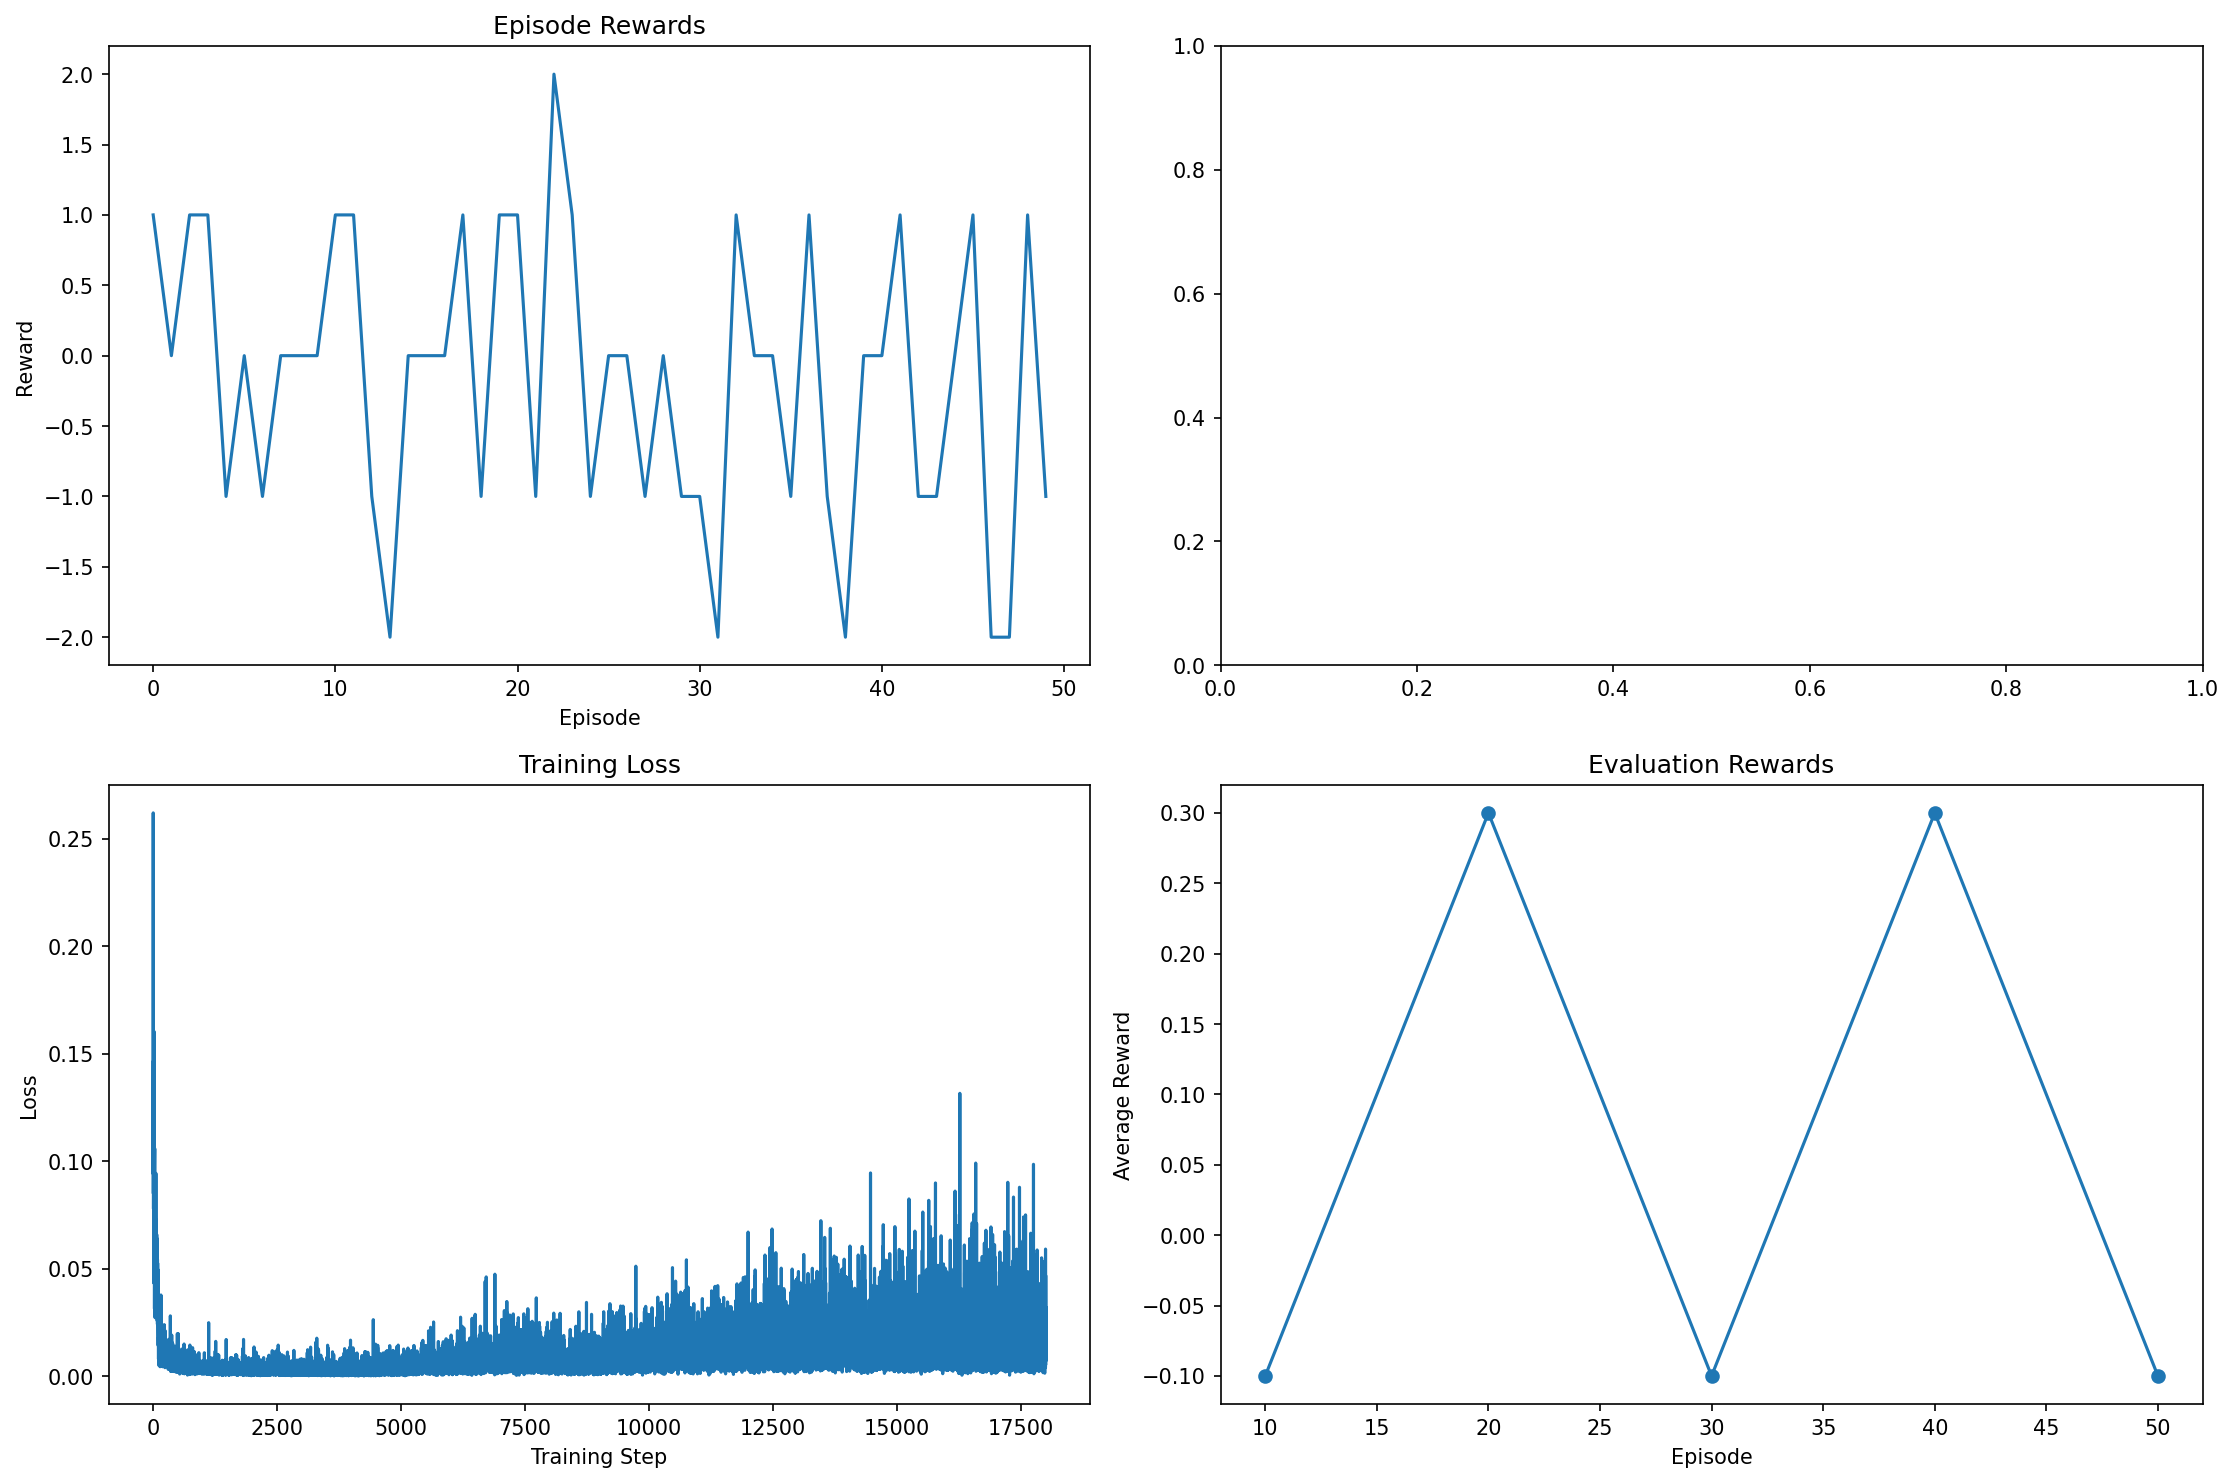 Episode Rewards
Reward
2.0
1.5
1.0
0.5
0.0
−0.5
−1.0
−1.5
−2.0
0 10 20 30 40 50
Episode
1.0
0.8
0.6
0.4
0.2
0.0
0.0 0.2 0.4 0.6 0.8 1.0
Training Loss
Loss
0.25
0.20
0.15
0.10
0.05
0.00
0 2500 5000 7500 10000 12500 15000 17500
Training Step
Evaluation Rewards
Average Reward
0.30
0.25
0.20
0.15
0.10
0.05
0.00
−0.05
−0.10
10 15 20 25 30 35 40 45 50
Episode